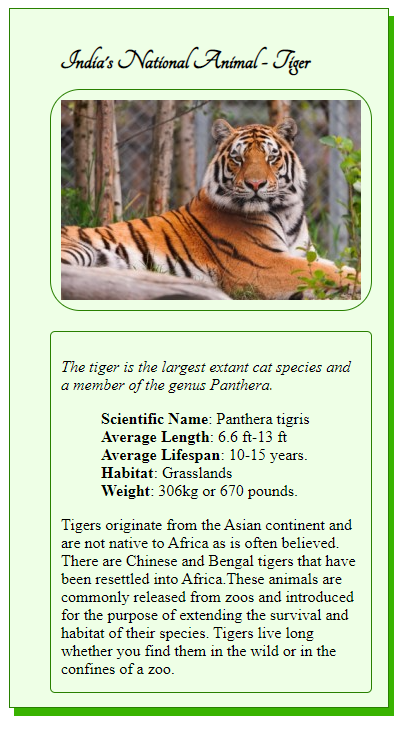 India's National Animal - Tiger
The tiger is the largest extant cat species and
a member of the genus Panthera.
Scientific Name: Panthera tigris
Average Length: 6.6 ft-13 ft
Average Lifespan: 10-15 years.
Habitat: Grasslands
Weight: 306kg or 670 pounds.
Tigers originate from the Asian continent and
are not native to Africa as is often believed.
There are Chinese and Bengal tigers that have
been resettled into Africa.These animals are
commonly released from zoos and introduced
for the purpose of extending the survival and
habitat of their species. Tigers live long
whether you find them in the wild or in the
confines of a zoo.